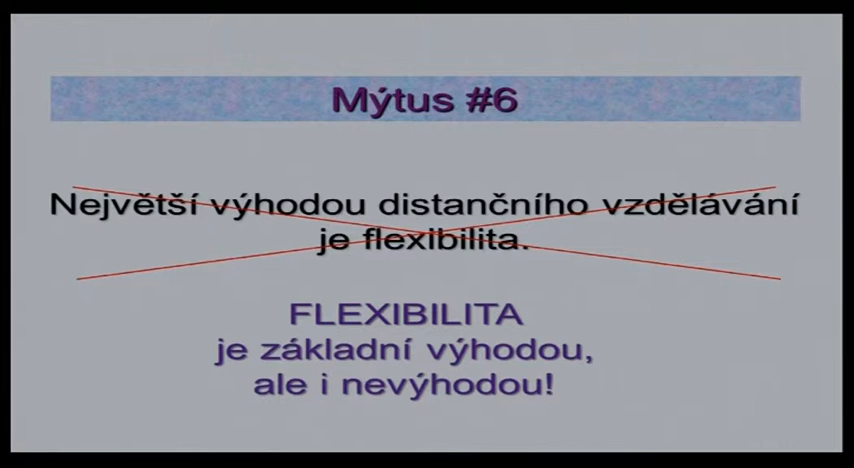 Mýtus #6
Největší výhodou distančního vzdělávání
je flexibilita.
FLEXIBILITA
je základní výhodou,
ale i nevýhodou!